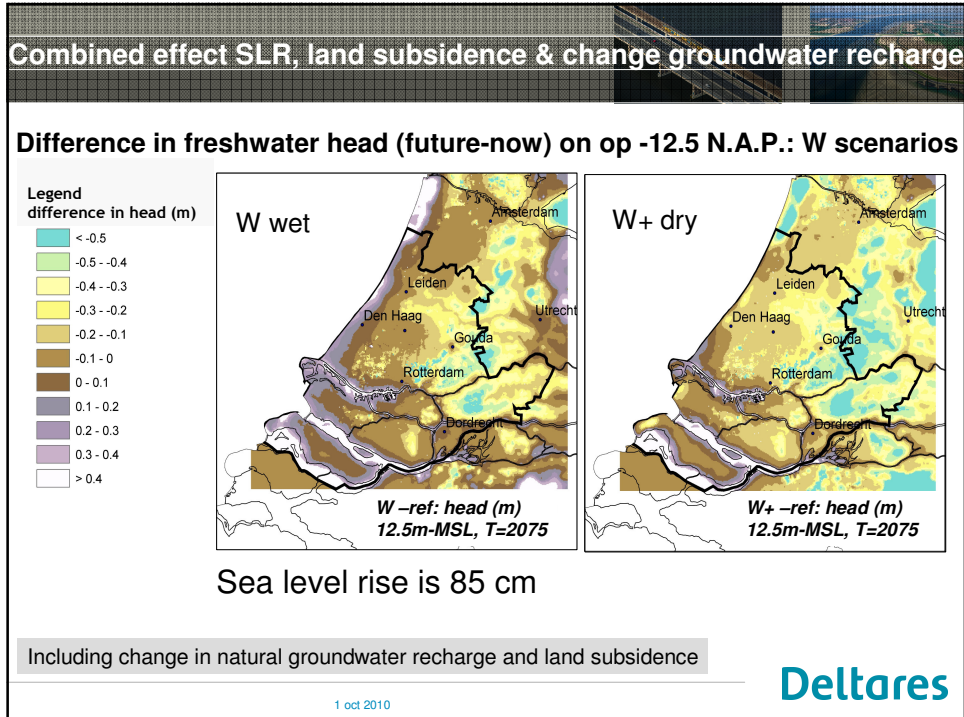 Combined effect SLR, land subsidence & change groundwater recharge
Difference in freshwater head (future-now) on op -12.5 N.A.P.: W scenarios
Legend
difference in head (m)
< -0.5
-0.5 - -0.4
-0.4 - -0.3
-0.3 - -0.2
-0.2 - -0.1
-0.1 - 0
0 - 0.1
0.1 - 0.2
0.2 - 0.3
0.3 - 0.4
> 0.4
W wet
Amsterdam
Leiden
Den Haag
Utrecht
Gouda
Rotterdam
Dordrecht
W –ref: head (m)
12.5m-MSL, T=2075
W+ dry
Amsterdam
Leiden
Den Haag
Utrecht
Gouda
Rotterdam
Dordrecht
W+ –ref: head (m)
12.5m-MSL, T=2075
Sea level rise is 85 cm
Including change in natural groundwater recharge and land subsidence
1 oct 2010
Deltares